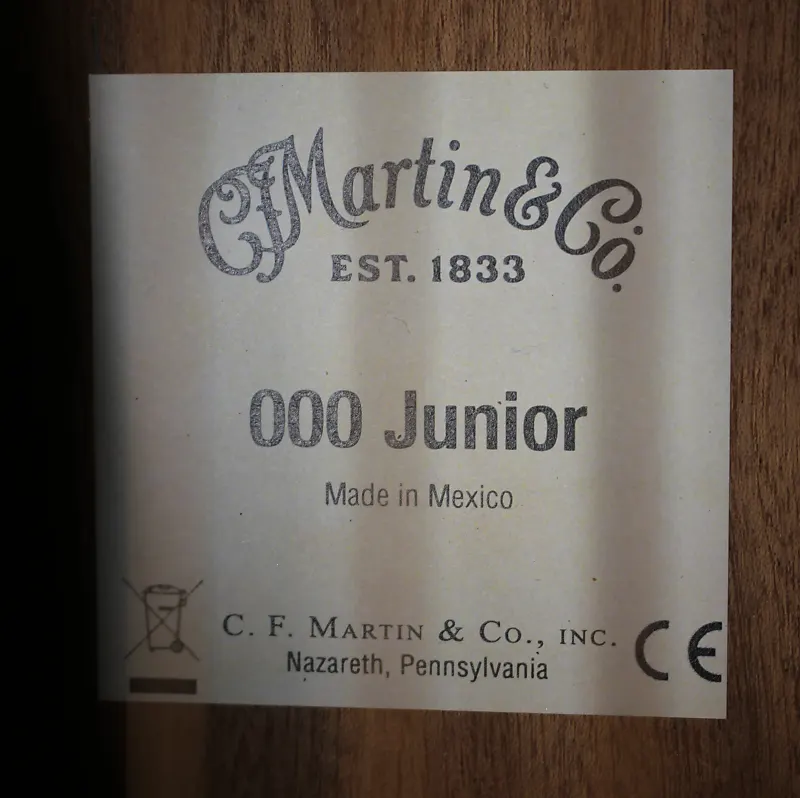 CFMartin & Co.
EST. 1833
000 Junior
Made in Mexico
C. F. MARTIN & CO., INC.
Nazareth, Pennsylvania
CE